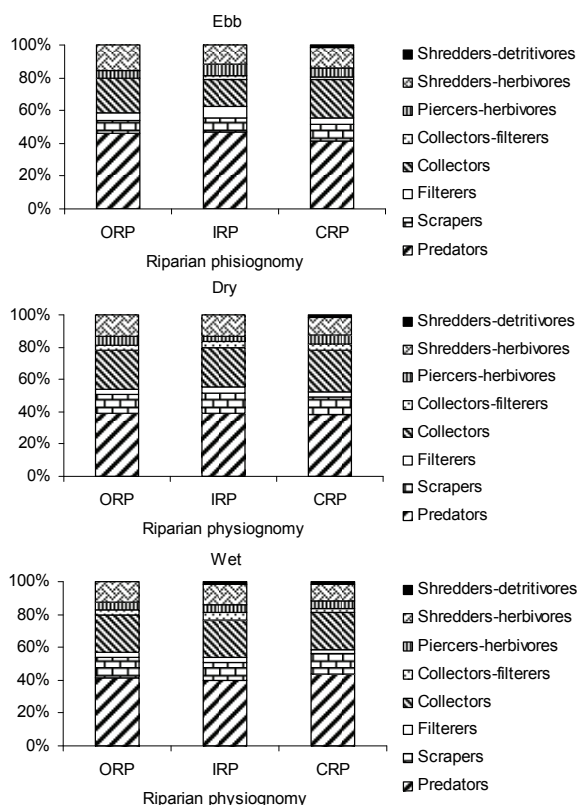 Ebb
100%
80%
60%
40%
20%
0%
ORP IRP CRP
Riparian phisiognomy
Shredders-detritivores
Shredders-herbivores
Piercers-herbivores
Collectors-filterers
Collectors
Filterers
Scrapers
Predators
Dry
100%
80%
60%
40%
20%
0%
ORP IRP CRP
Riparian physiognomy
Shredders-detritivores
Shredders-herbivores
Piercers-herbivores
Collectors-filterers
Collectors
Filterers
Scrapers
Predators
Wet
100%
80%
60%
40%
20%
0%
ORP IRP CRP
Riparian physiognomy
Shredders-detritivores
Shredders-herbivores
Piercers-herbivores
Collectors-filterers
Collectors
Filterers
Scrapers
Predators